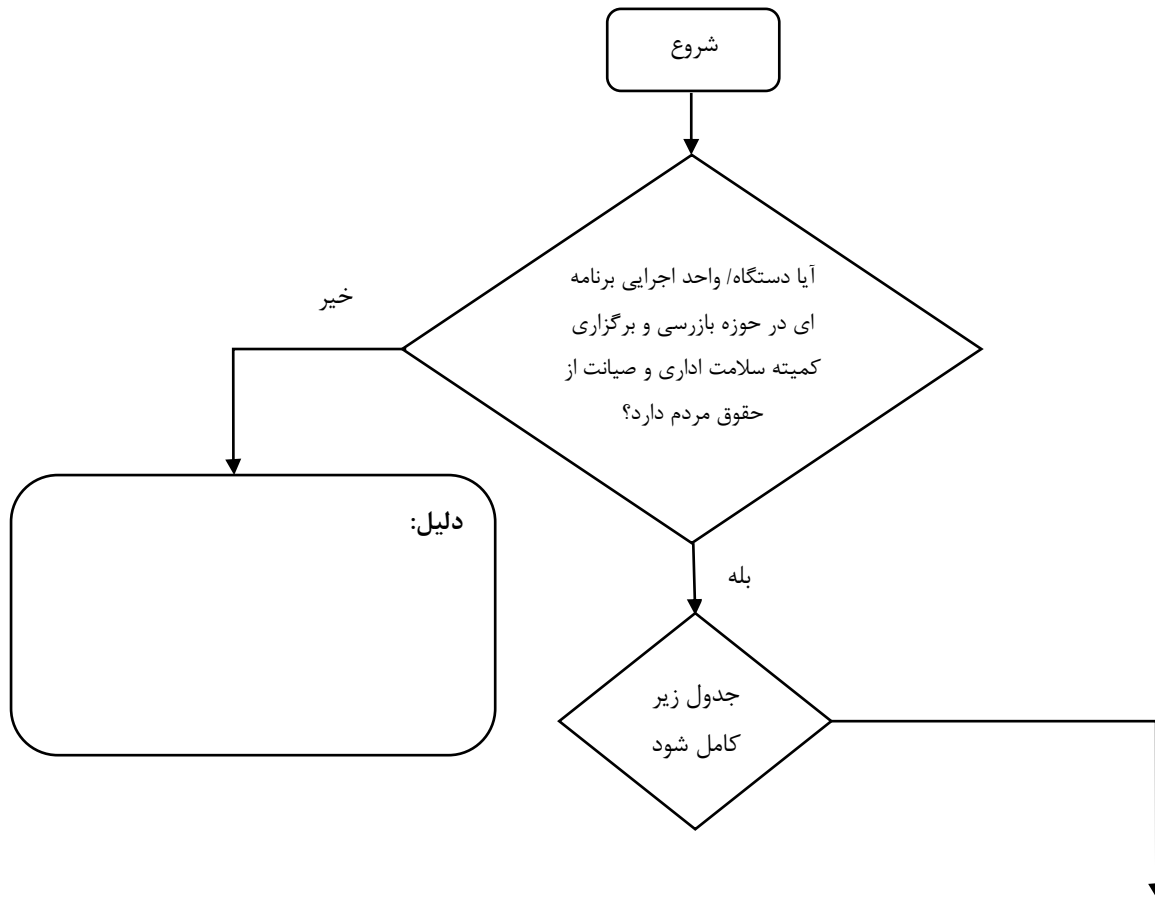 شروع
آیا دستگاه/ واحد اجرایی برنامه
ای در حوزه بازرسی و برگزاری
کمیته سلامت اداری و صیانت از
حقوق مردم دارد؟
خیر
دلیل:
بله
جدول زیر
کامل شود